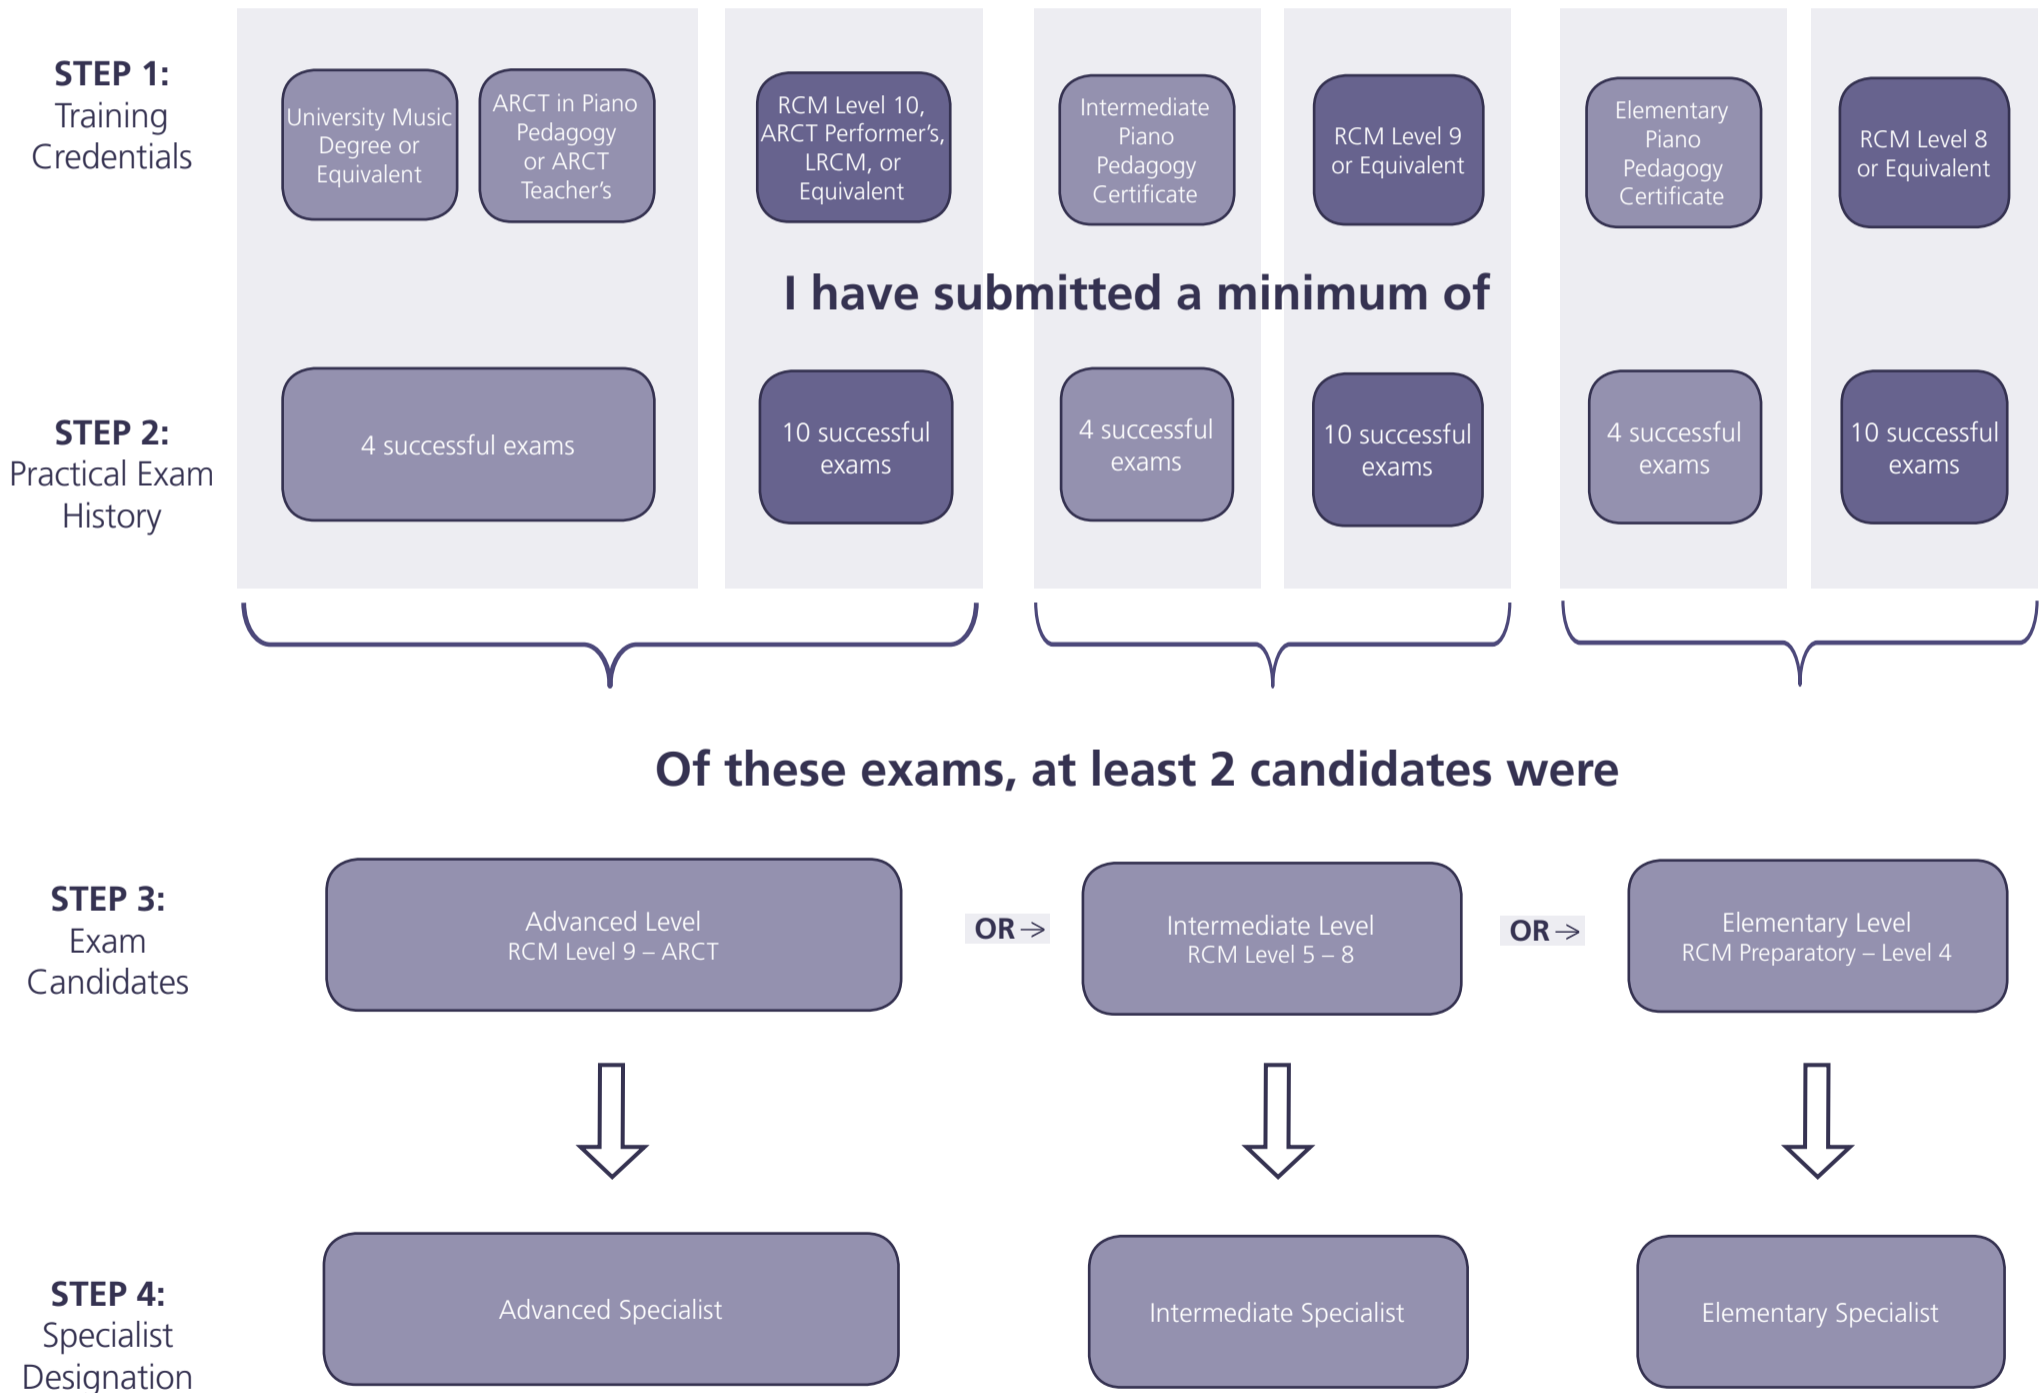 STEP 1:
Training
Credentials
University Music
Degree or
Equivalent
ARCT in Piano
Pedagogy
or ARCT
Teacher’s
RCM Level 10,
ARCT Performer’s,
LRCM, or
Equivalent
Intermediate
Piano
Pedagogy
Certificate
RCM Level 9
or Equivalent
Elementary
Piano
Pedagogy
Certificate
RCM Level 8
or Equivalent
I have submitted a minimum of
STEP 2:
Practical Exam
History
4 successful exams
10 successful
exams
4 successful
exams
10 successful
exams
4 successful
exams
10 successful
exams
Of these exams, at least 2 candidates were
STEP 3:
Exam
Candidates
Advanced Level
RCM Level 9 – ARCT
OR→
Intermediate Level
RCM Level 5 – 8
OR→
Elementary Level
RCM Preparatory – Level 4
STEP 4:
Specialist
Designation
Advanced Specialist
Intermediate Specialist
Elementary Specialist